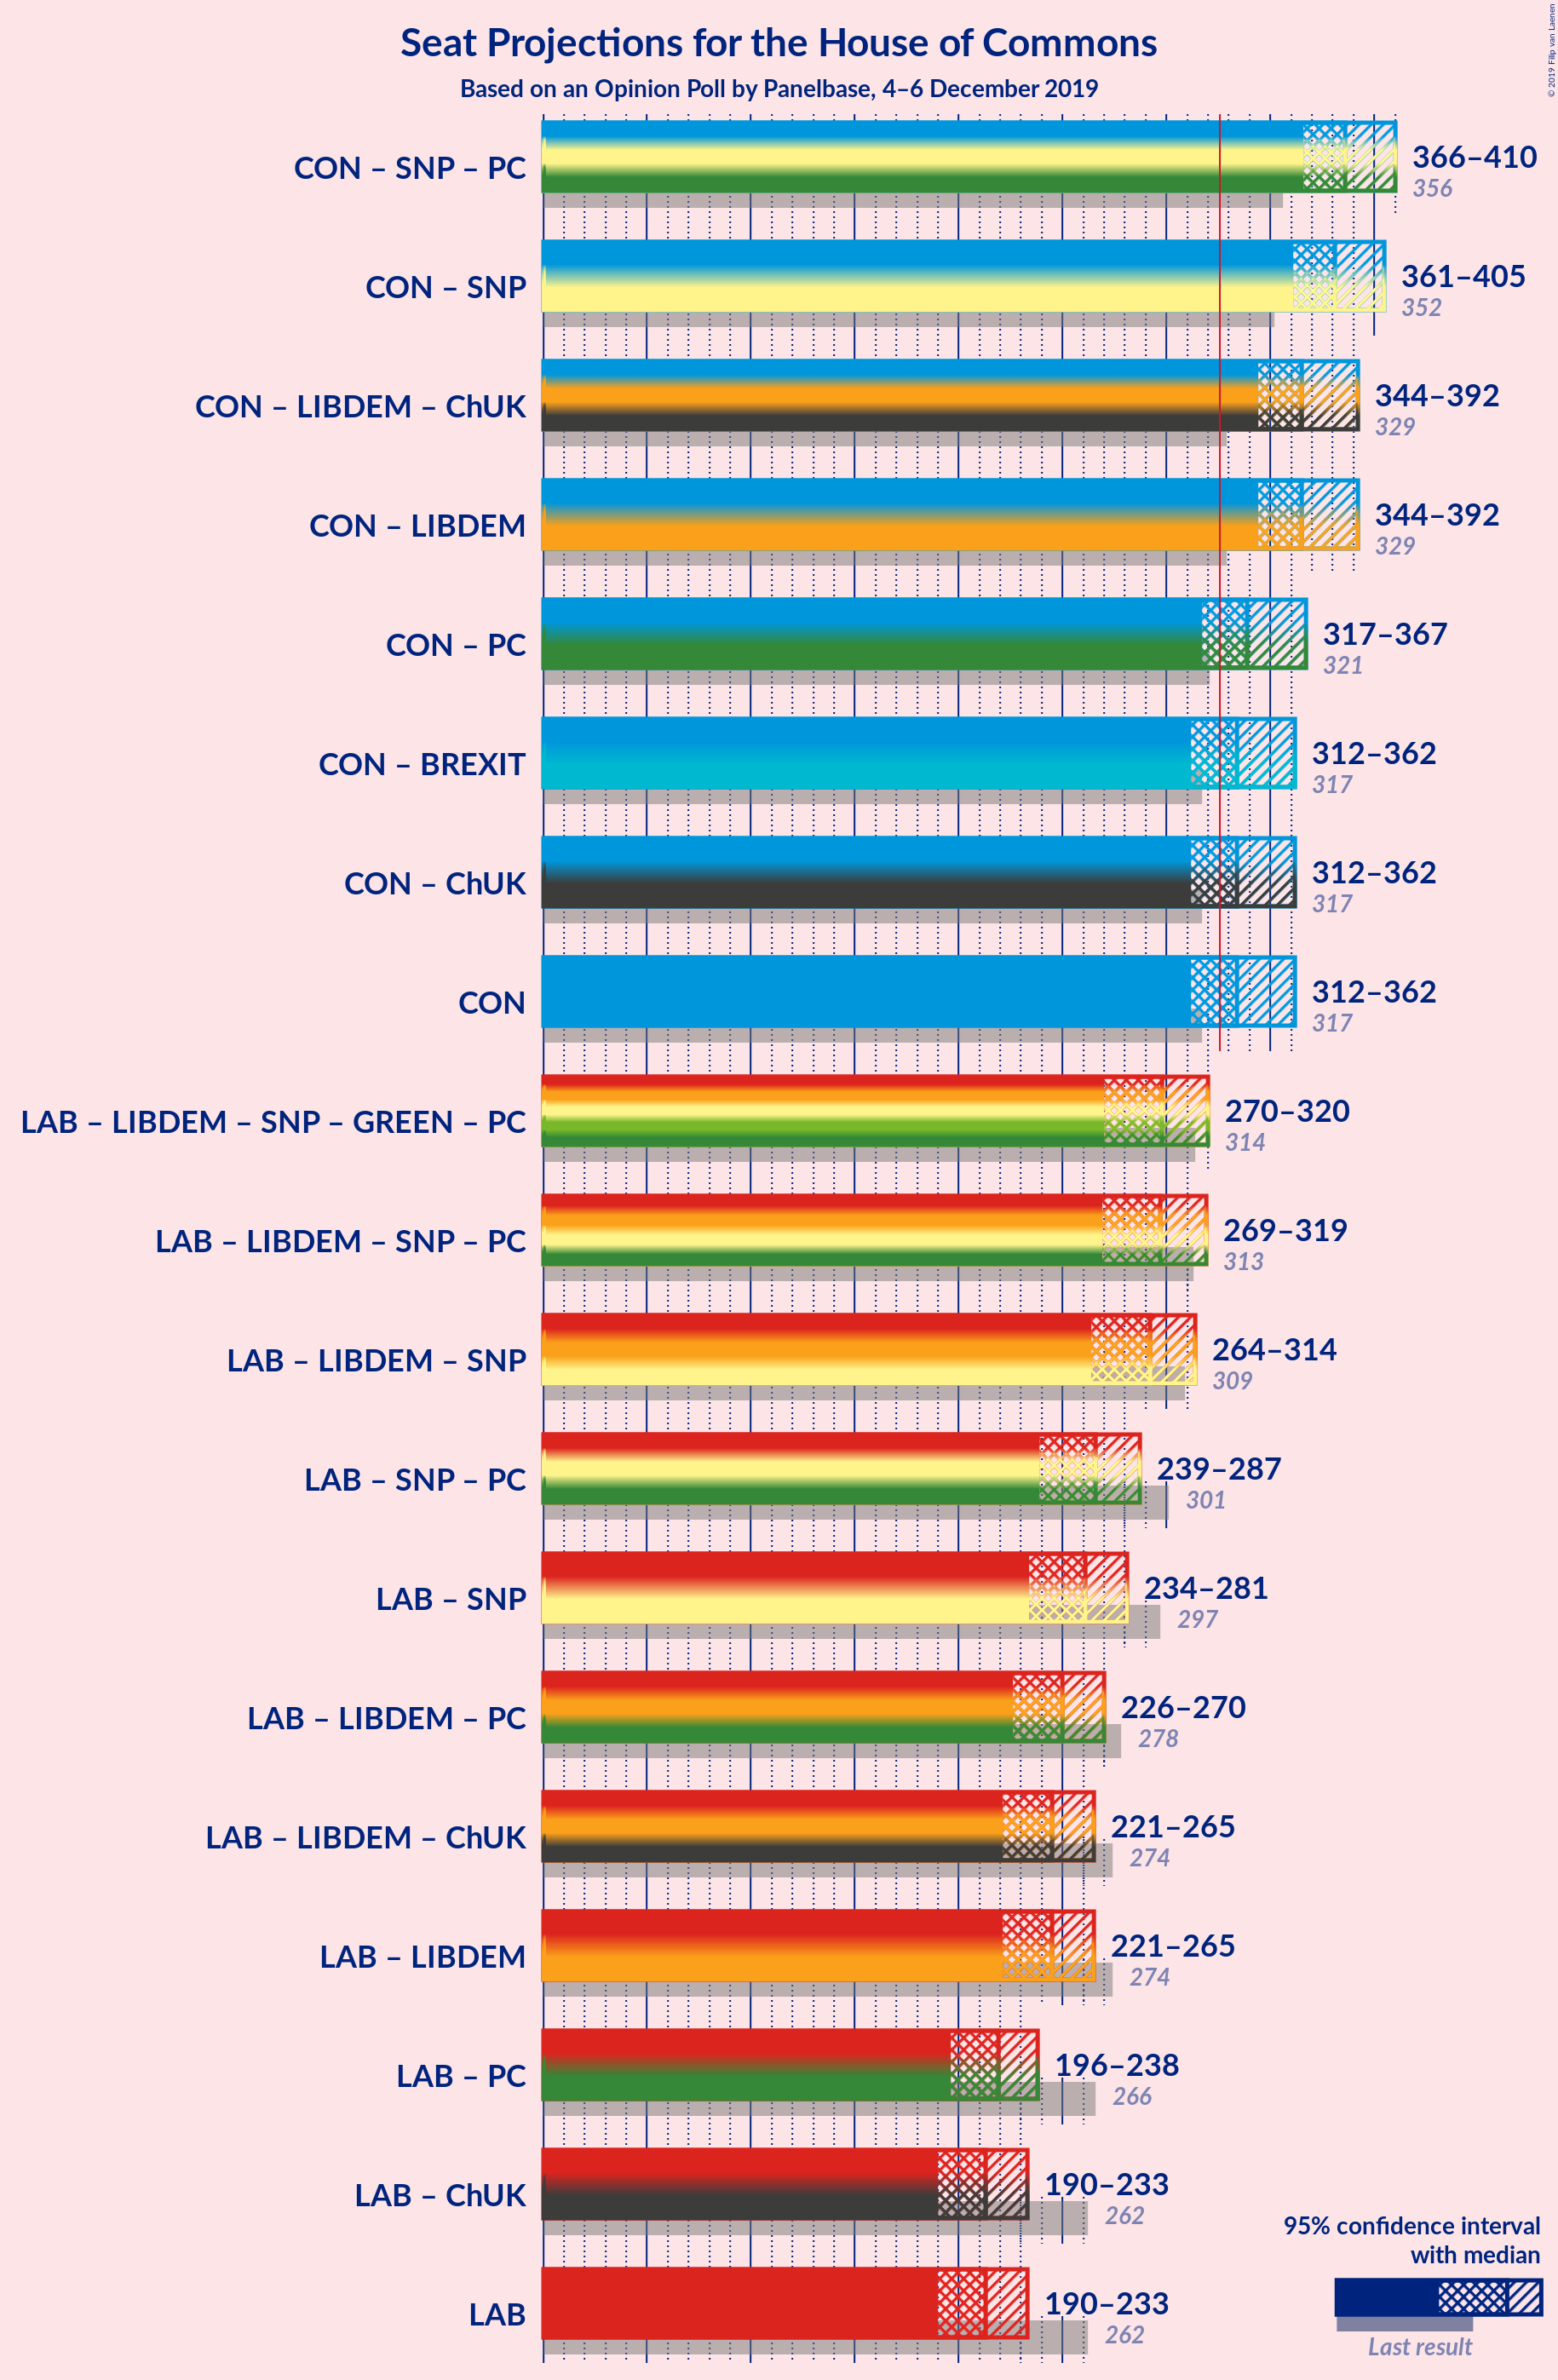 Seat Projections for the House of Commons
Based on an Opinion Poll by Panelbase, 4–6 December 2019
© 2019 Filip van Laenen
CON – SNP – PC
366–410
356
CON – SNP
361–405
352
CON – LIBDEM – ChUK
344–392
329
CON – LIBDEM
344–392
329
CON – PC
317–367
321
CON – BREXIT
312–362
317
CON – ChUK
312–362
317
CON
312–362
317
LAB – LIBDEM – SNP – GREEN – PC
270–320
314
LAB – LIBDEM – SNP – PC
269–319
313
LAB – LIBDEM – SNP
264–314
309
LAB – SNP – PC
239–287
301
LAB – SNP
234–281
297
LAB – LIBDEM – PC
226–270
278
LAB – LIBDEM – ChUK
221–265
274
LAB – LIBDEM
221–265
274
LAB – PC
196–238
266
LAB – ChUK
190–233
262
LAB
190–233
262
95% confidence interval
with median
Last result